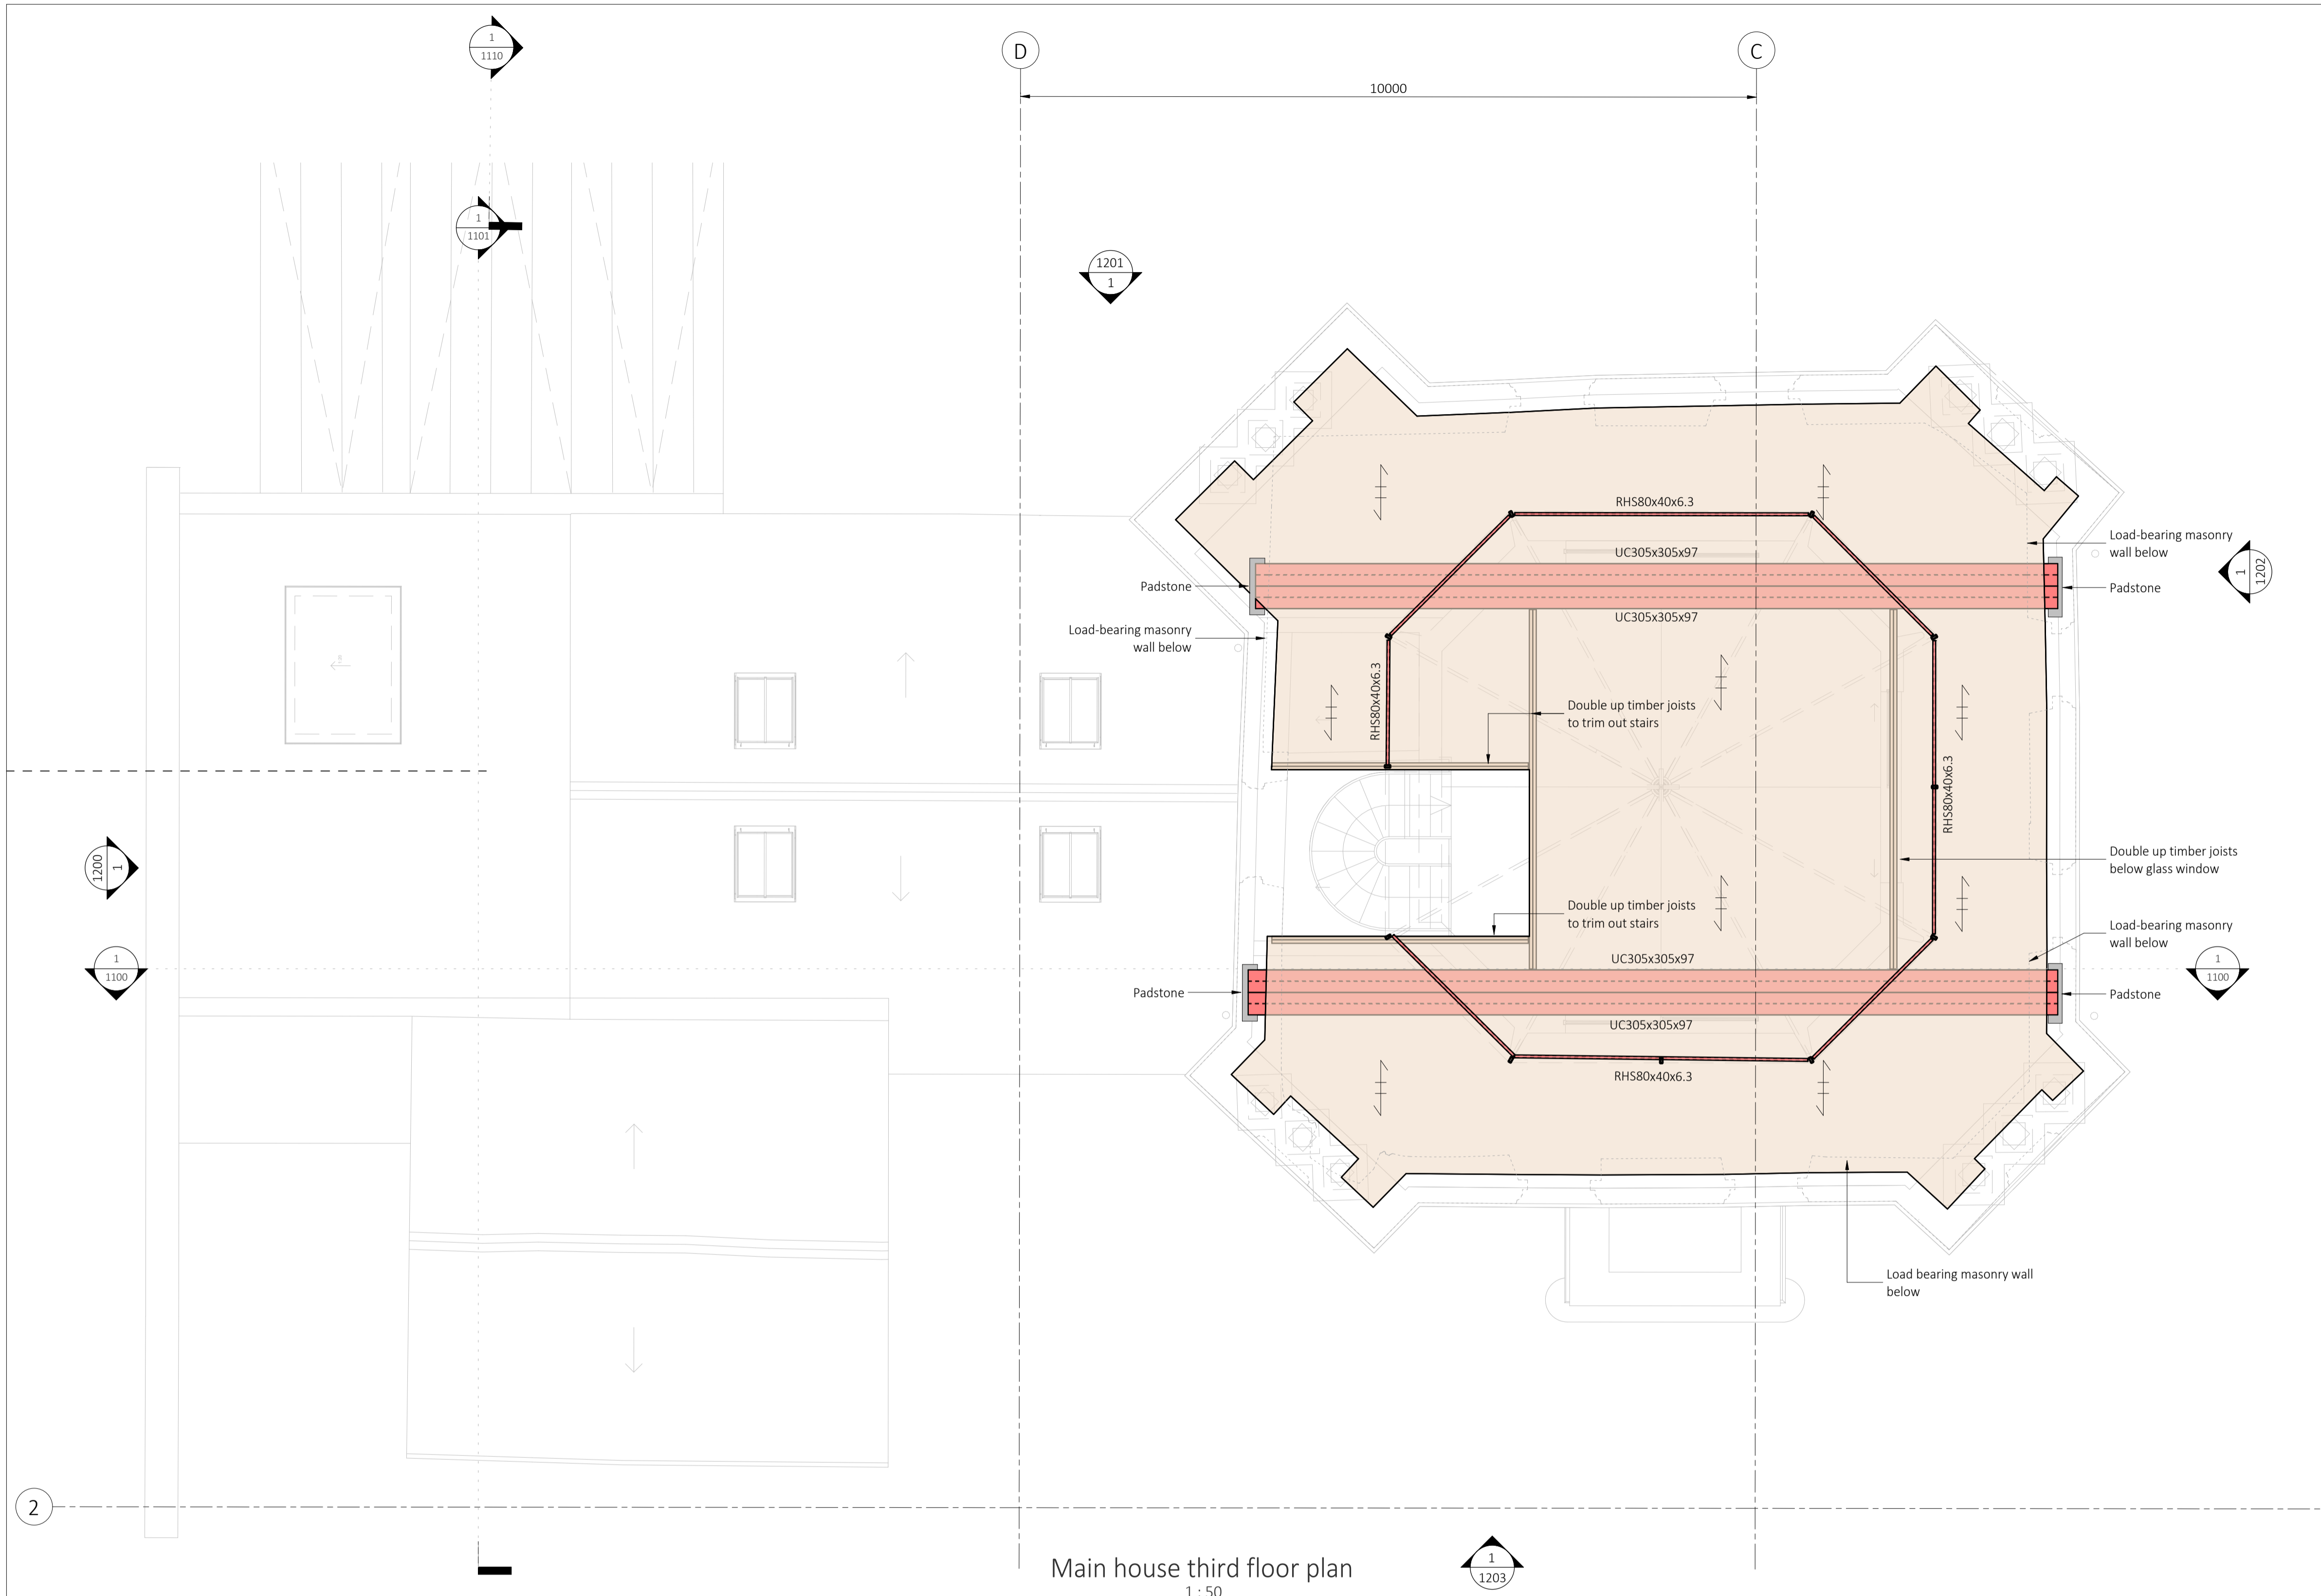 1
1110
D
C
10000
1
1101
1201
1
RHS80x40x6.3
UC305x305x97
Load-bearing masonry
wall below
1
1202
Padstone
Padstone
UC305x305x97
Load-bearing masonry
wall below
RHS80x40x6.3
Double up timber joists
to trim out stairs
RHS80x40x6.3
1200
1
Double up timber joists
below glass window
Double up timber joists
to trim out stairs
Load-bearing masonry
wall below
1
1100
UC305x305x97
1
1100
Padstone
Padstone
UC305x305x97
RHS80x40x6.3
Load bearing masonry wall
below
2
Main house third floor plan
1 : 50
1
1203